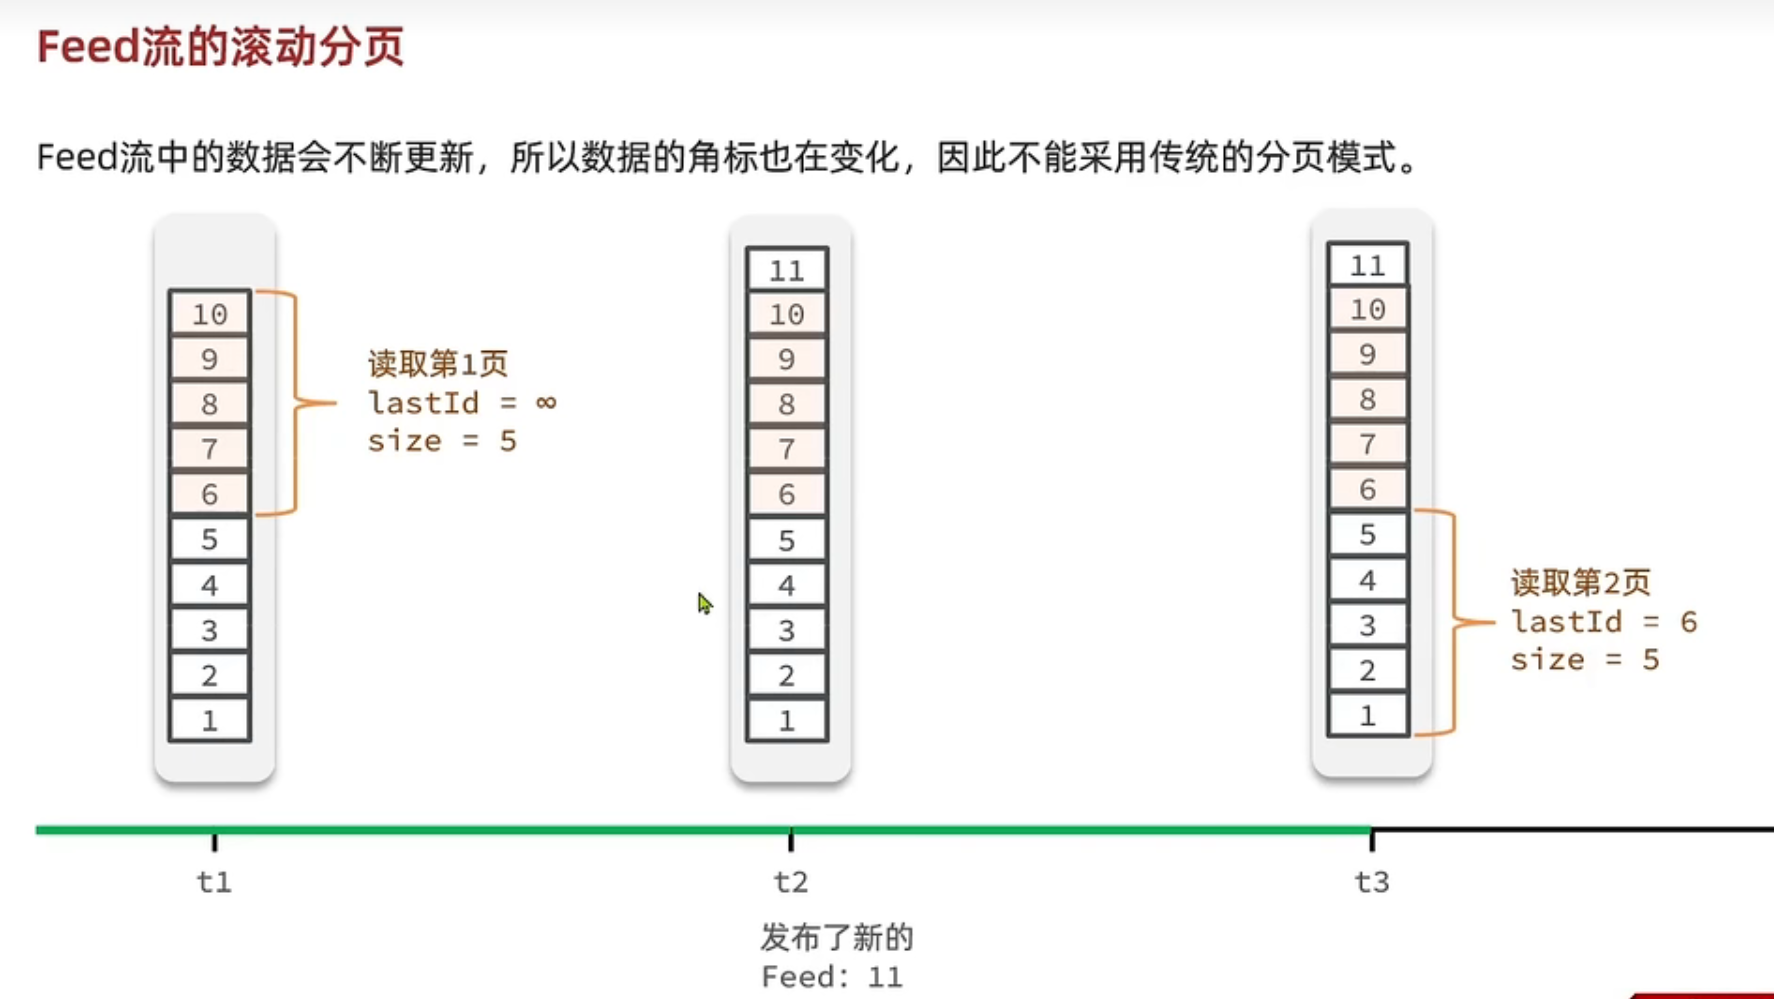 Feed流的滚动分页
Feed流中的数据会不断更新，所以数据的角标也在变化，因此不能采用传统的分页模式。
10
9
8
7
6
5
4
3
2
1
读取第1页
lastId = ∞
size = 5
11
10
9
8
7
6
5
4
3
2
1
11
10
9
8
7
6
5
4
3
2
1
读取第2页
lastId = 6
size = 5
t1
t2
t3
发布了新的
Feed：11